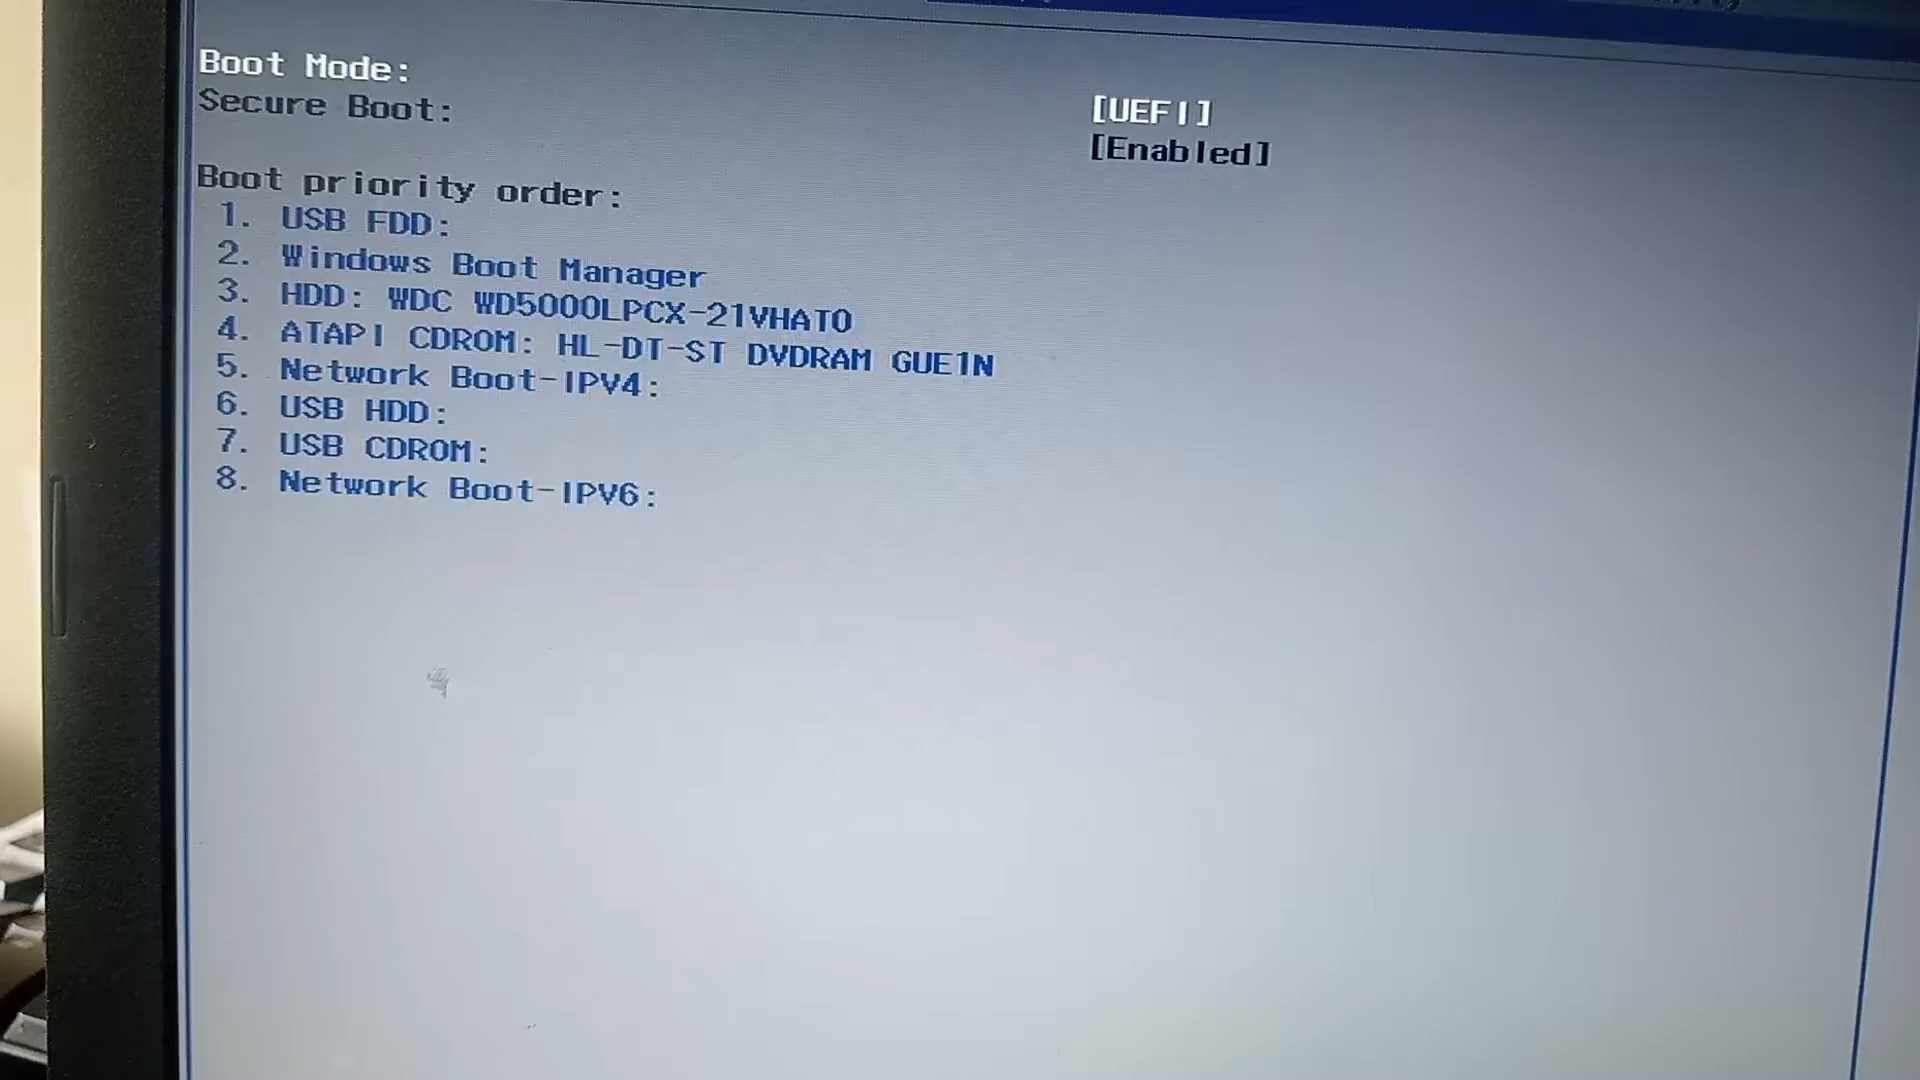 Boot Mode: [UEFI]
Secure Boot: [Enabled]
Boot priority order:
1. USB FDD:
2. Windows Boot Manager
3. HDD: WDC WD5000LPCX-21VHAT0
4. ATAPI CDROM: HL-DT-ST DVDRAM GUE1N
5. Network Boot-IPV4:
6. USB HDD:
7. USB CDROM:
8. Network Boot-IPV6: